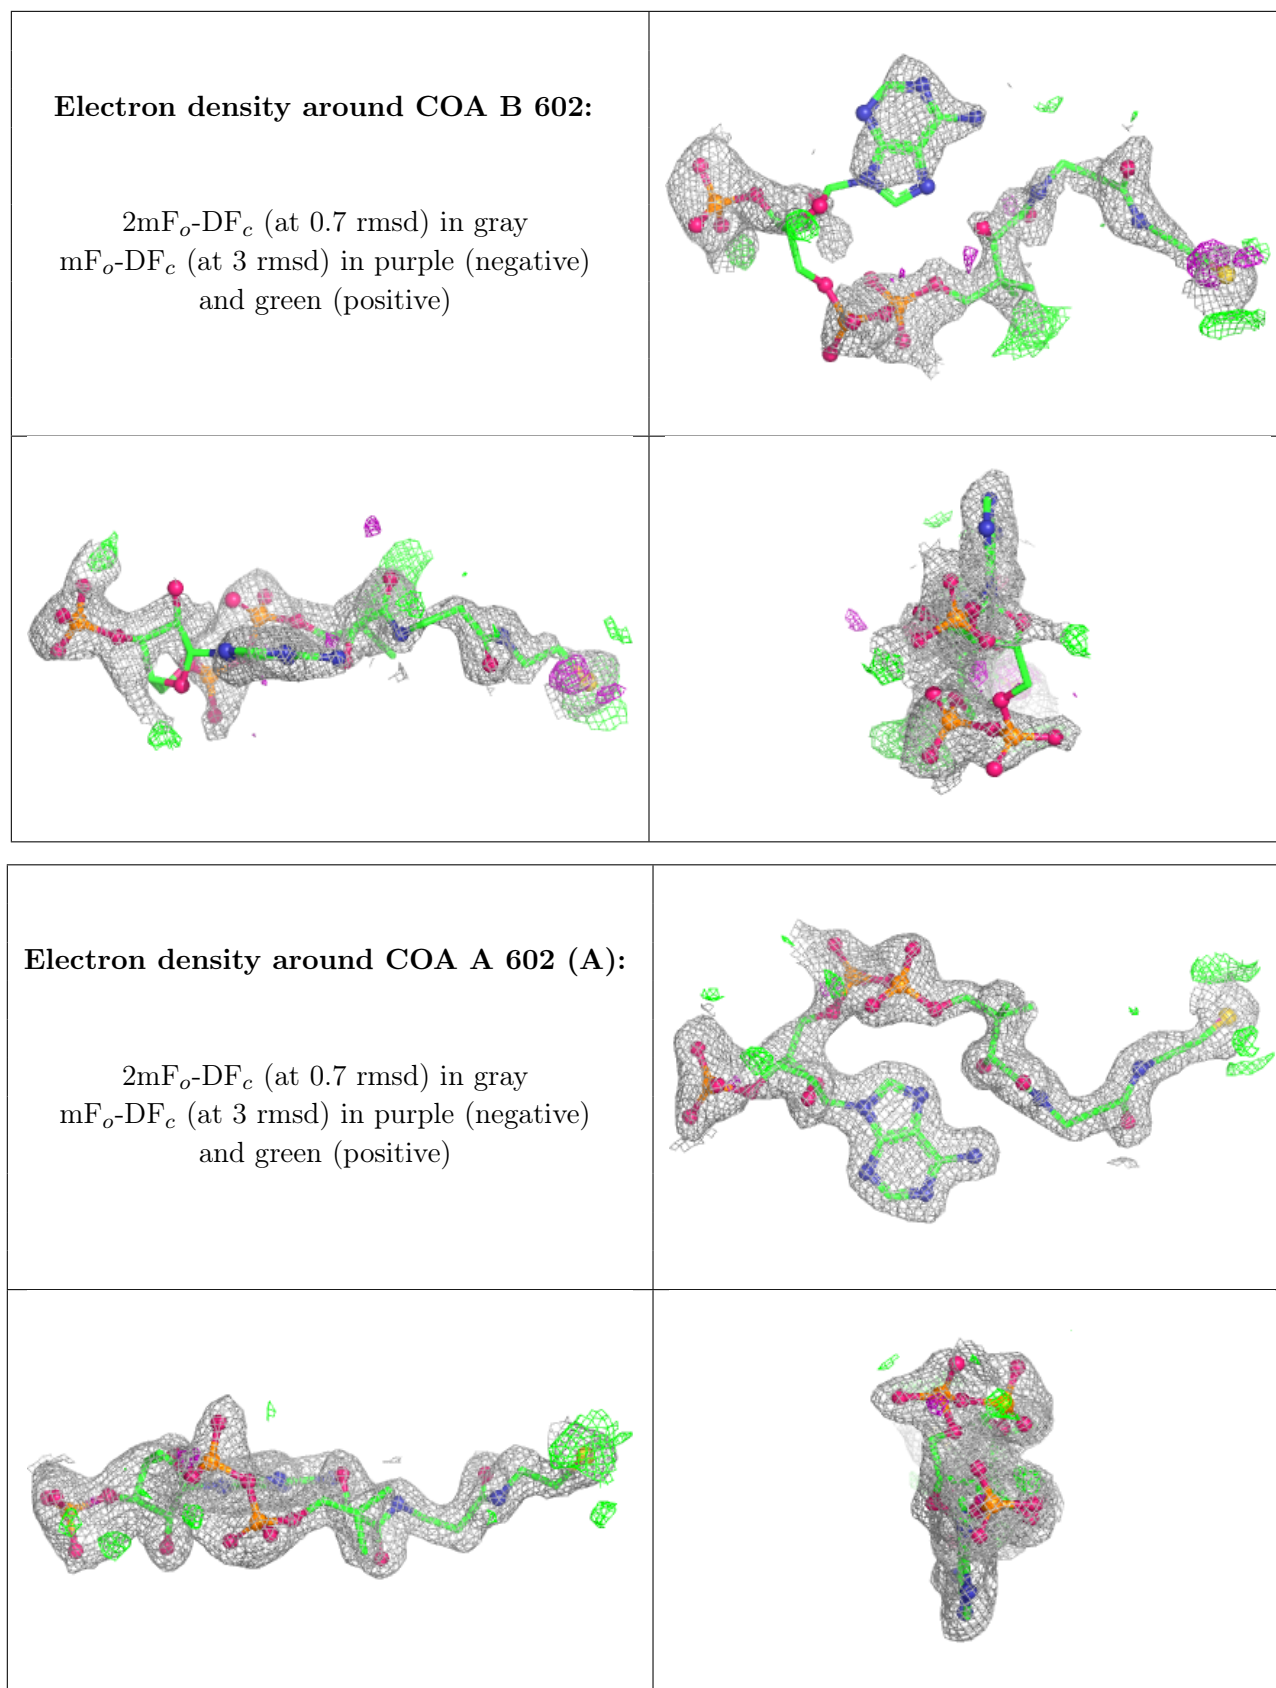 Electron density around COA B 602:
2mFₒ-DF𝒸 (at 0.7 rmsd) in gray
mFₒ-DF𝒸 (at 3 rmsd) in purple (negative)
and green (positive)
Electron density around COA A 602 (A):
2mFₒ-DF𝒸 (at 0.7 rmsd) in gray
mFₒ-DF𝒸 (at 3 rmsd) in purple (negative)
and green (positive)